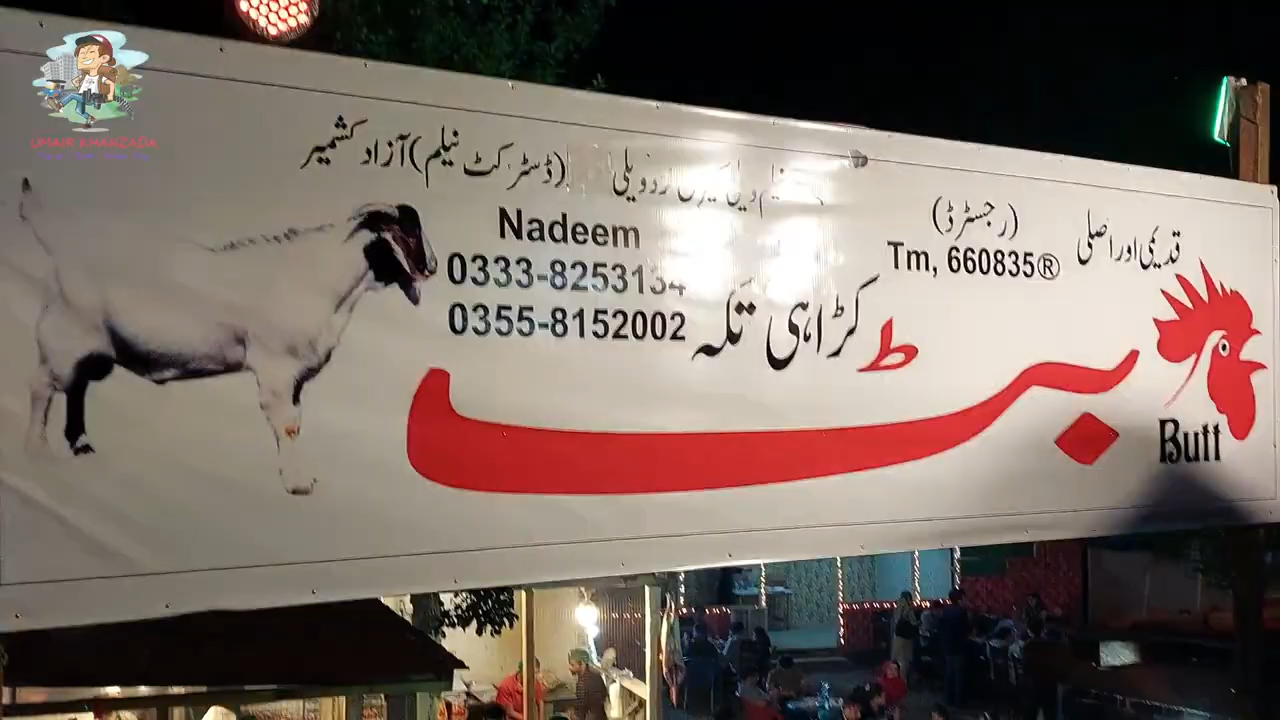 UMAIR KHANZADA
(ڈسٹرکٹ نیلم) آزاد کشمیر
قدیمی اور اصلی
(رجسٹرڈ)
Tm, 660835®
Nadeem
0333-8253134
0355-8152002
بٹ کڑاہی تکہ
Butt